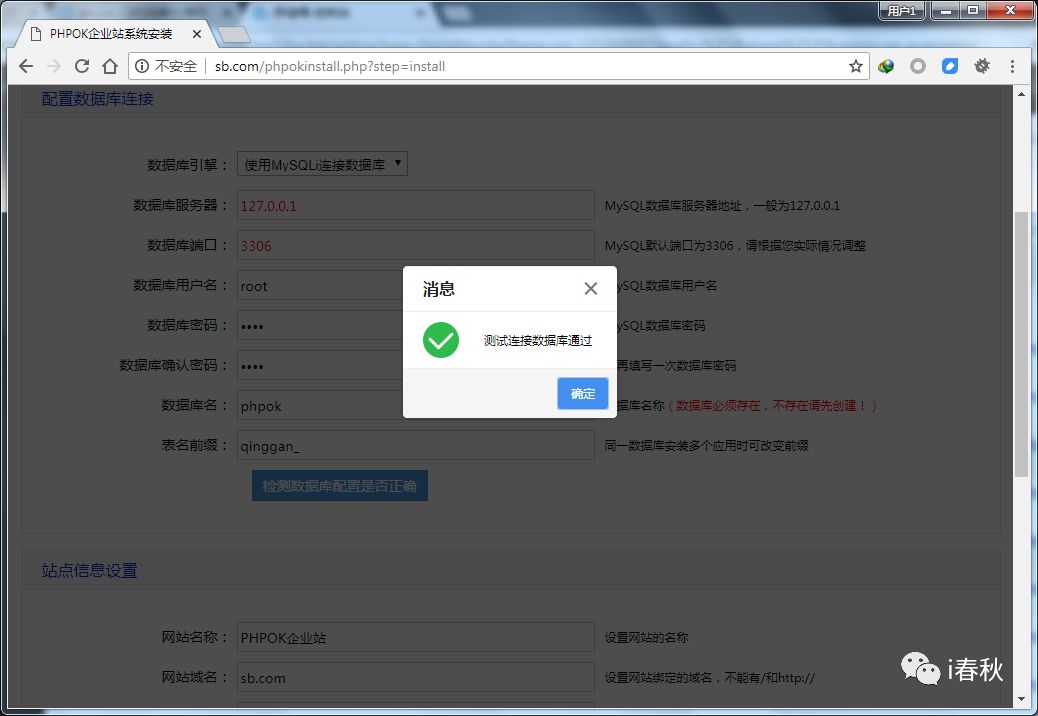 用户1
PHPOK企业站系统安装
不安全 sb.com/phpokinstall.php?step=install
配置数据库连接
数据库引擎： 使用MySQLi连接数据库
数据库服务器： 127.0.0.1 MySQL数据库服务器地址，一般为127.0.0.1
数据库端口： 3306 MySQL默认端口为3306，请根据您实际情况调整
数据库用户名： root ySQL数据库用户名
数据库密码： •••• ySQL数据库密码
数据库确认密码： •••• 再填写一次数据库密码
数据库名： phpok 据库名称（数据库必须存在，不存在请先创建！）
表名前缀： qinggan_ 同一数据库安装多个应用时可改变前缀
检测数据库配置是否正确
消息
测试连接数据库通过
确定
站点信息设置
网站名称： PHPOK企业站 设置网站的名称
网站域名： sb.com 设置网站绑定的域名，不能有/和http://
i春秋